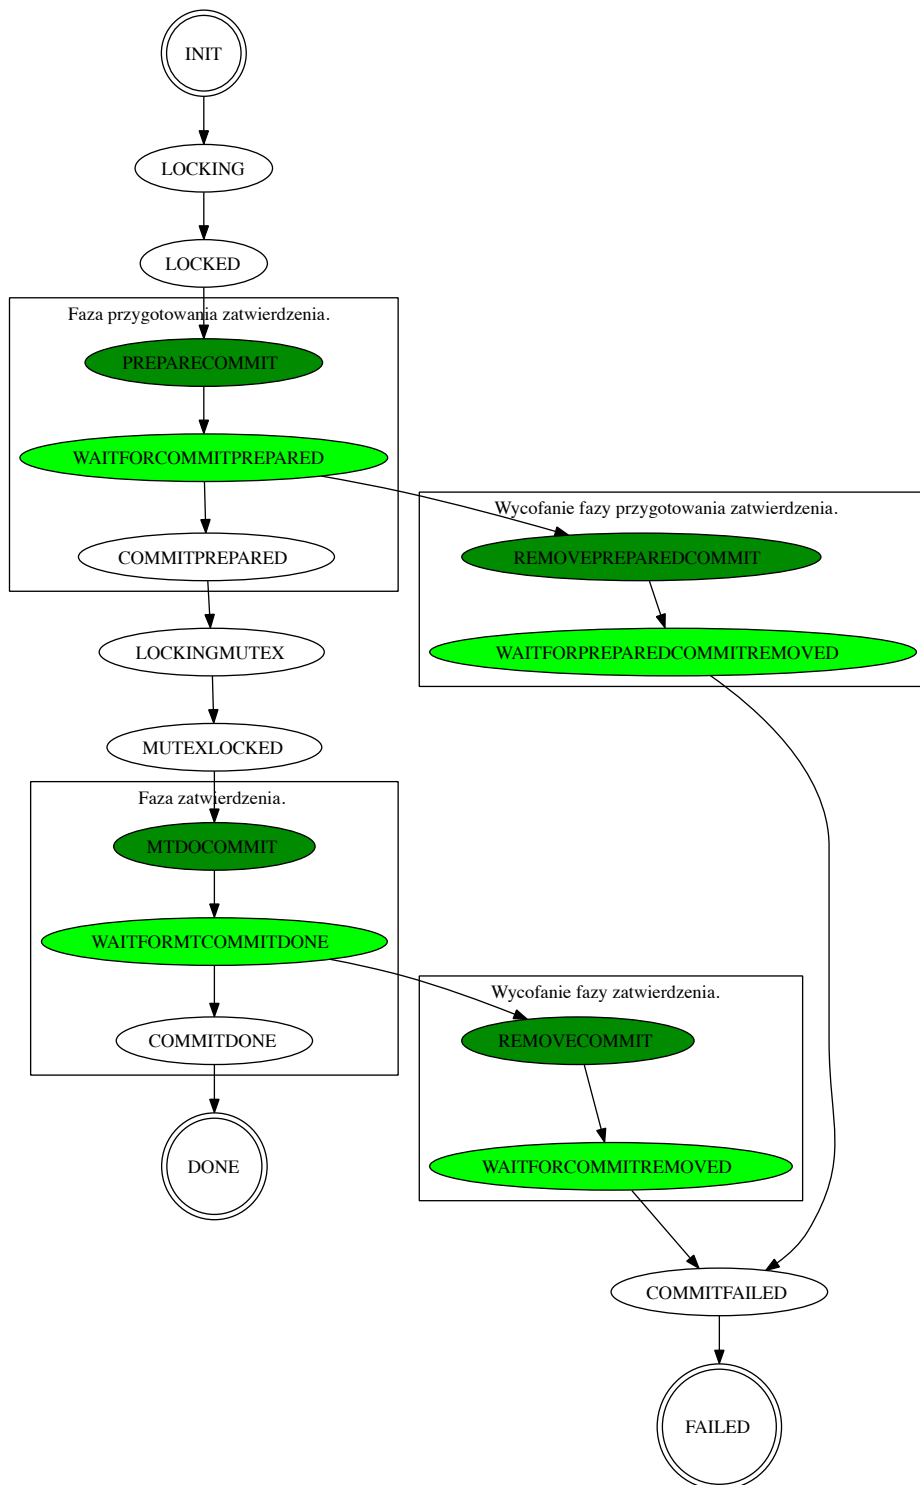 INIT
LOCKING
LOCKED
Faza przygotowania zatwierdzenia.
PREPARECOMMIT
WAITFORCOMMITPREPARED
Wycofanie fazy przygotowania zatwierdzenia.
COMMITPREPARED
REMOVEPREPAREDCOMMIT
LOCKINGMUTEX
WAITFORPREPAREDCOMMITREMOVED
MUTEXLOCKED
Faza zatwierdzenia.
MTDOCOMMIT
WAITFORMTCOMMITDONE
Wycofanie fazy zatwierdzenia.
COMMITDONE
REMOVECOMMIT
DONE
WAITFORCOMMITREMOVED
COMMITFAILED
FAILED